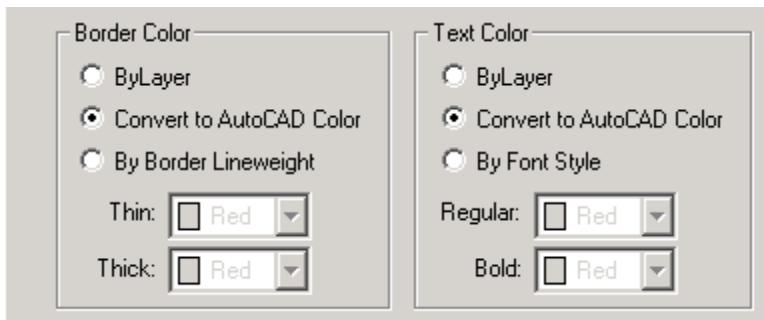 Border Color
ByLayer
Convert to AutoCAD Color
By Border Lineweight
Thin: Red
Thick: Red
Text Color
ByLayer
Convert to AutoCAD Color
By Font Style
Regular: Red
Bold: Red